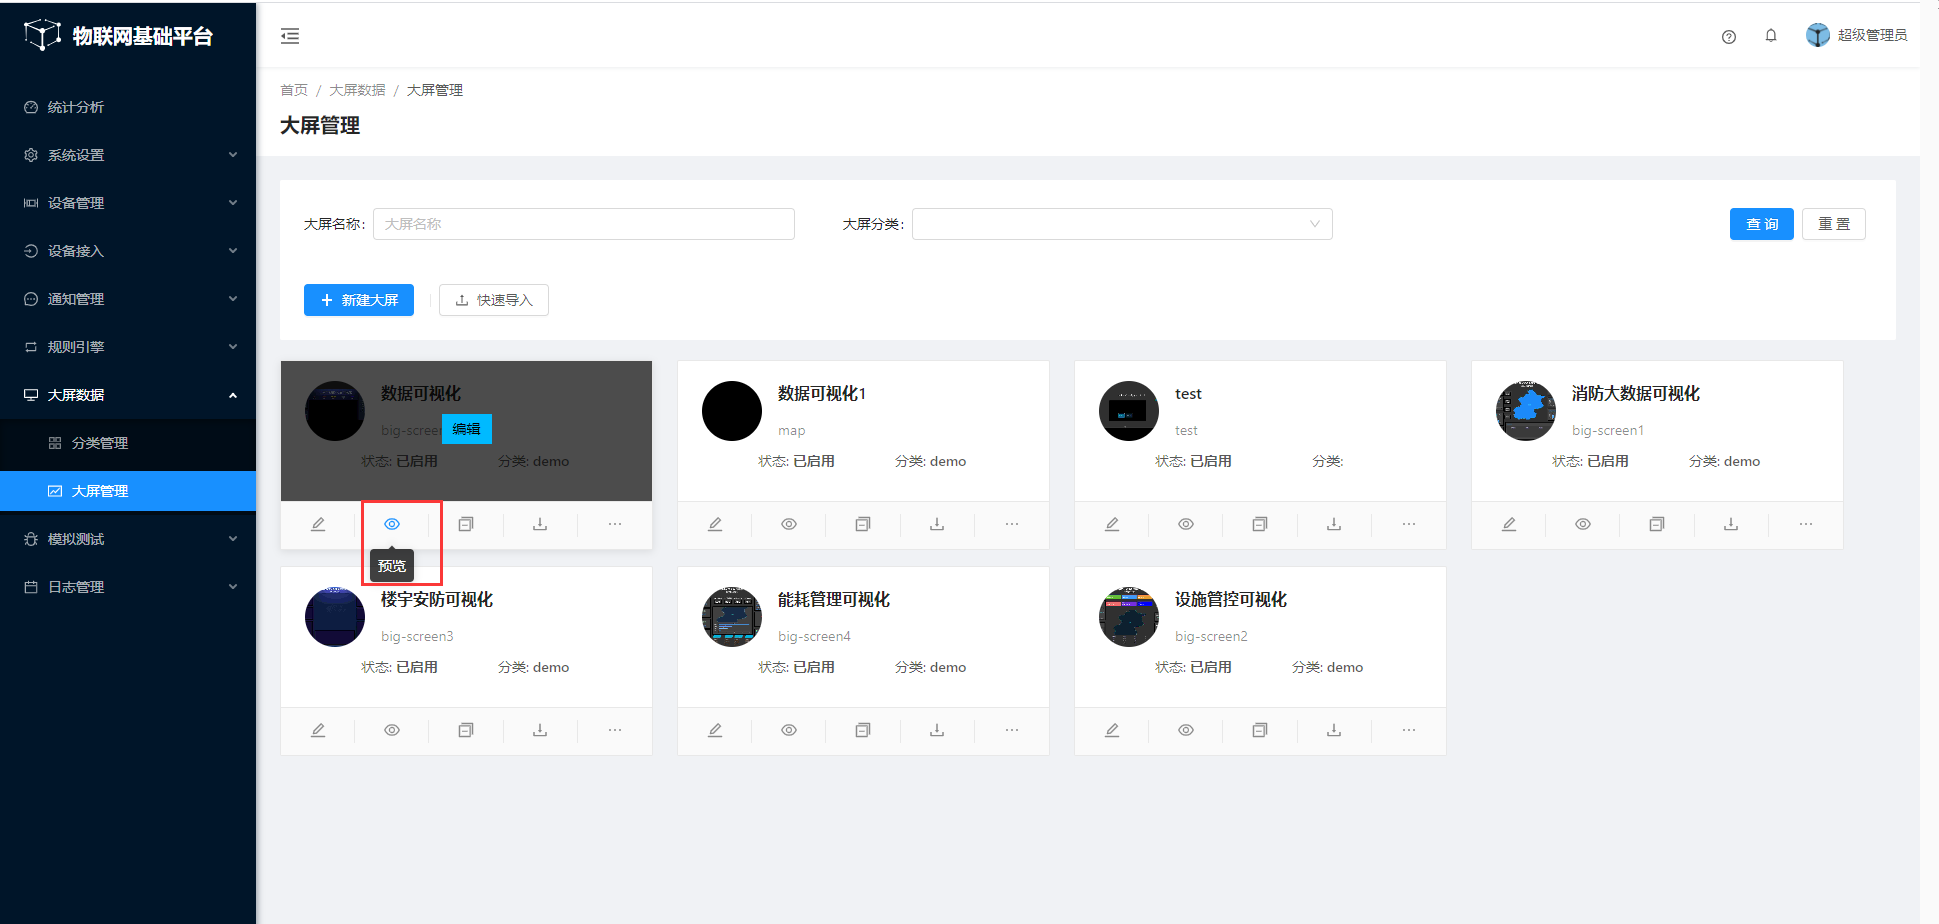 物联网基础平台
超级管理员
统计分析
系统设置
设备管理
设备接入
通知管理
规则引擎
大屏数据
分类管理
大屏管理
模拟测试
日志管理
首页 / 大屏数据 / 大屏管理
大屏管理
大屏名称: 大屏名称 大屏分类: 查 询 重 置
+ 新建大屏 快速导入
数据可视化
big-scree 编辑
状态: 已启用 分类: demo
预览
数据可视化1
map
状态: 已启用 分类: demo
test
test
状态: 已启用 分类:
消防大数据可视化
big-screen1
状态: 已启用 分类: demo
楼宇安防可视化
big-screen3
状态: 已启用 分类: demo
能耗管理可视化
big-screen4
状态: 已启用 分类: demo
设施管控可视化
big-screen2
状态: 已启用 分类: demo